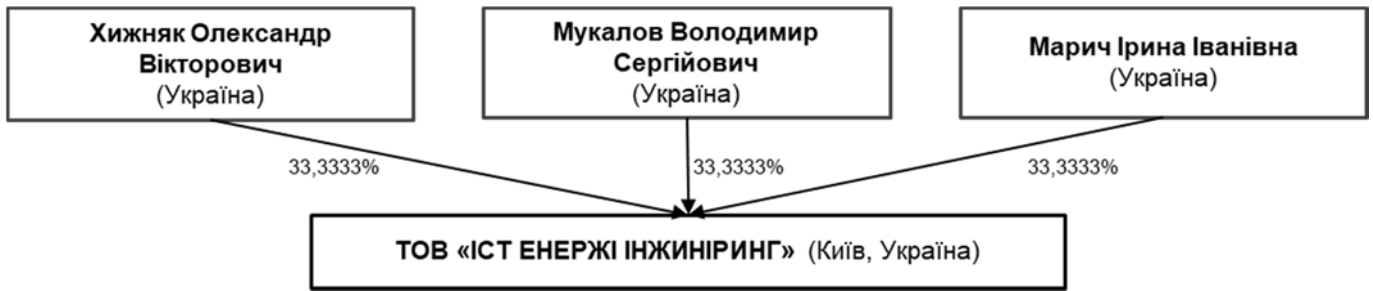 Хижняк Олександр
Вікторович
(Україна)
Мукалов Володимир
Сергійович
(Україна)
Марич Ірина Іванівна
(Україна)
33,3333%
33,3333%
33,3333%
ТОВ «ІСТ ЕНЕРЖІ ІНЖИНІРИНГ» (Київ, Україна)